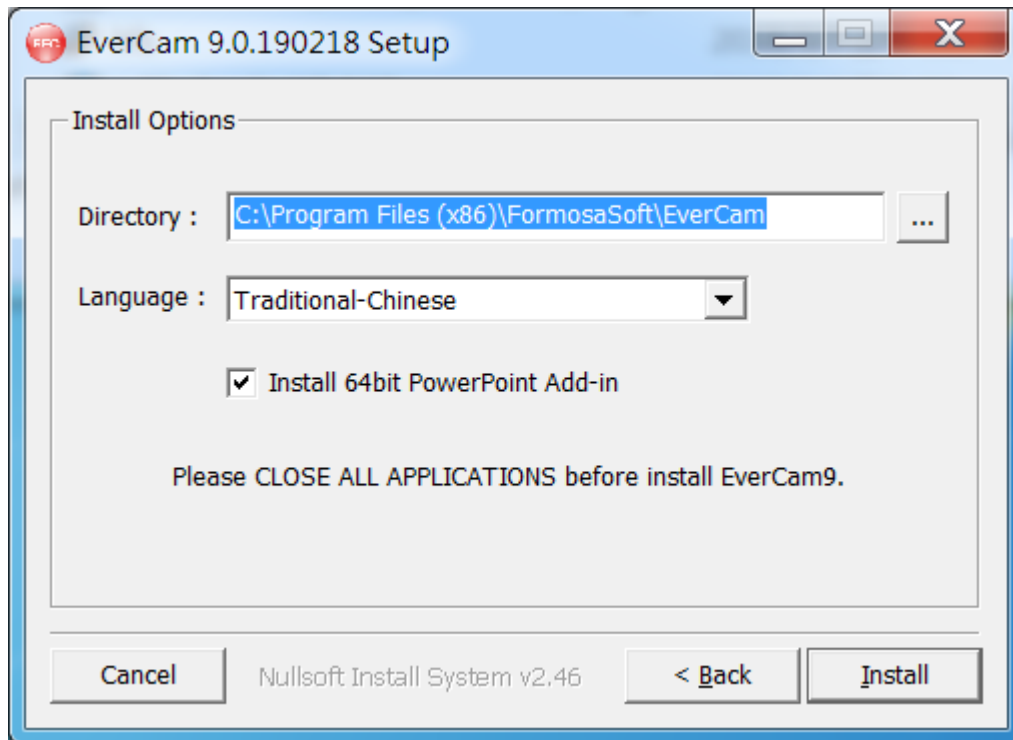 EverCam 9.0.190218 Setup
Install Options
Directory : C:\Program Files (x86)\FormosaSoft\EverCam ...
Language : Traditional-Chinese
Install 64bit PowerPoint Add-in
Please CLOSE ALL APPLICATIONS before install EverCam9.
Cancel Nullsoft Install System v2.46 < Back Install